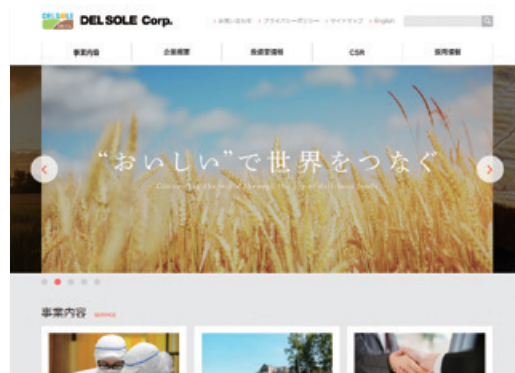 DEL SOLE DEL SOLE Corp.
お問い合わせ プライバシーポリシー サイトマップ English
事業内容 企業概要 投資家情報 CSR 採用情報
“おいしい”で世界をつなぐ
事業内容 SERVICE